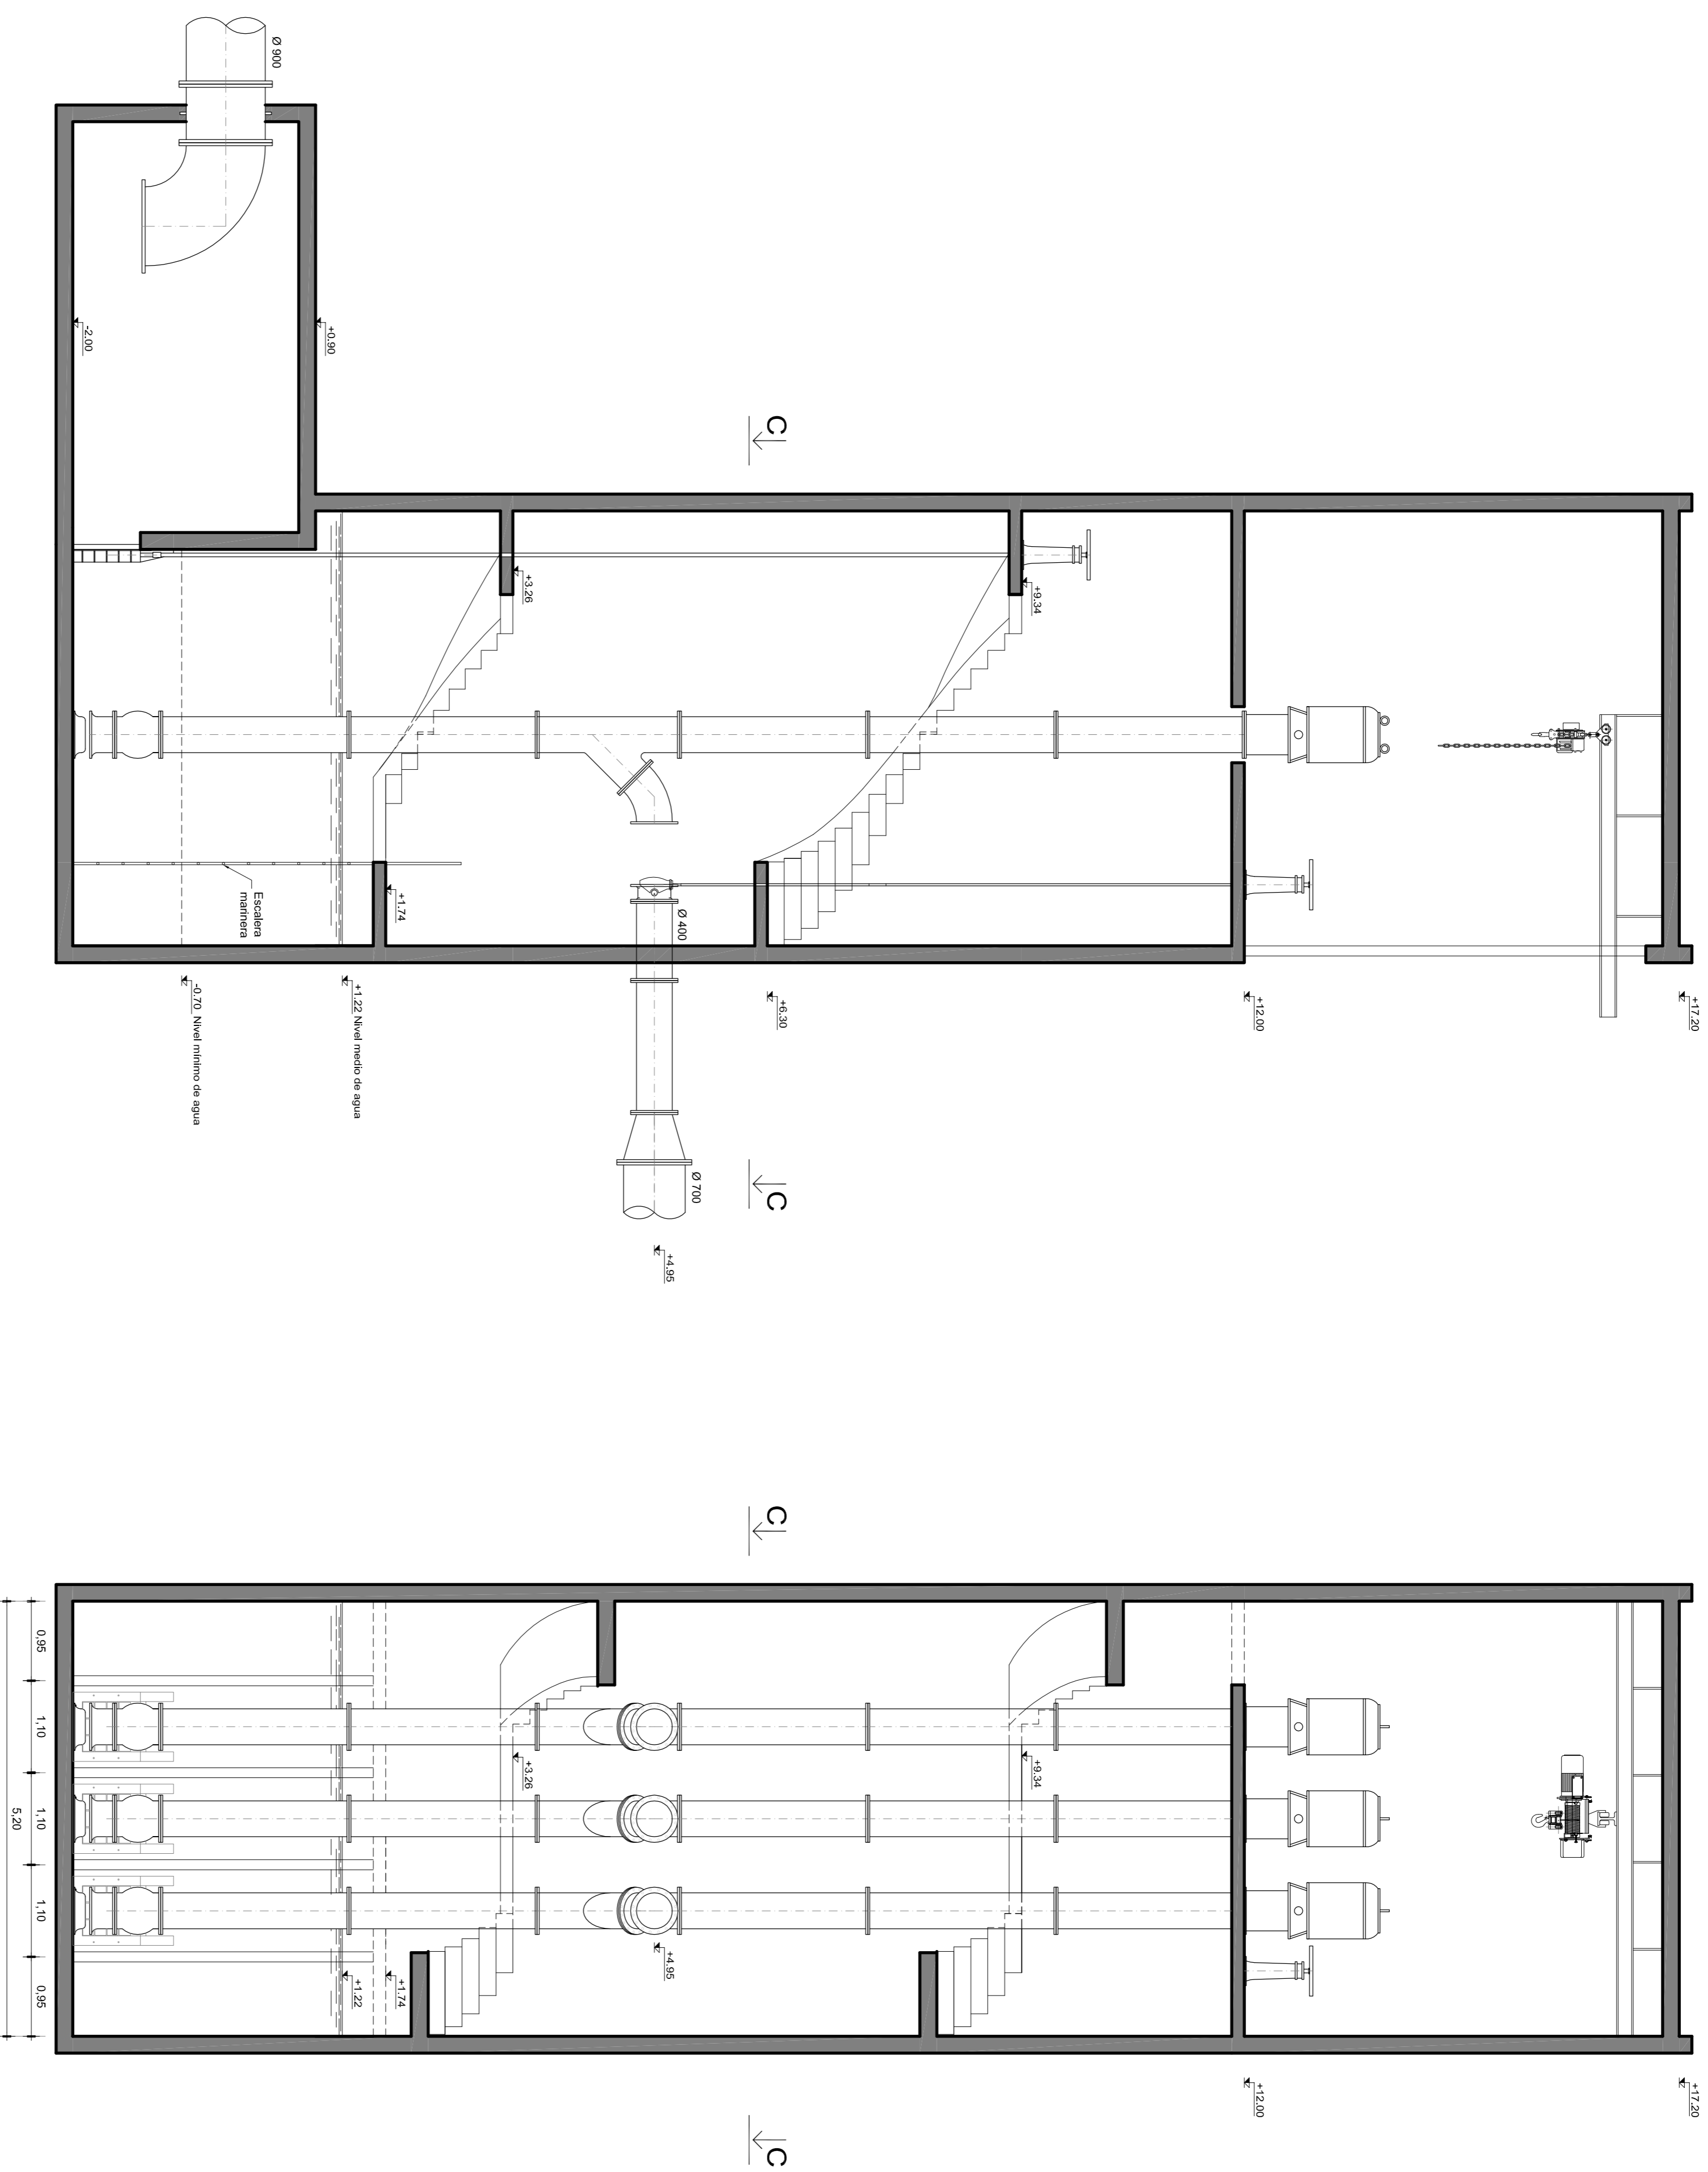 Ø 900
-2.00
+0.90
C
+3.26
+9.34
Escalera
marinera
+1.74
Ø 400
-0.70 Nivel mínimo de agua
+1.22 Nivel medio de agua
+6.30
+12.00
+17.20
Ø 700
C
+4.95
C
0,95
1,10
1,10
1,10
0,95
5,20
+3.26
+9.34
+4.95
+1.22
+1.74
+12.00
+17.20
C